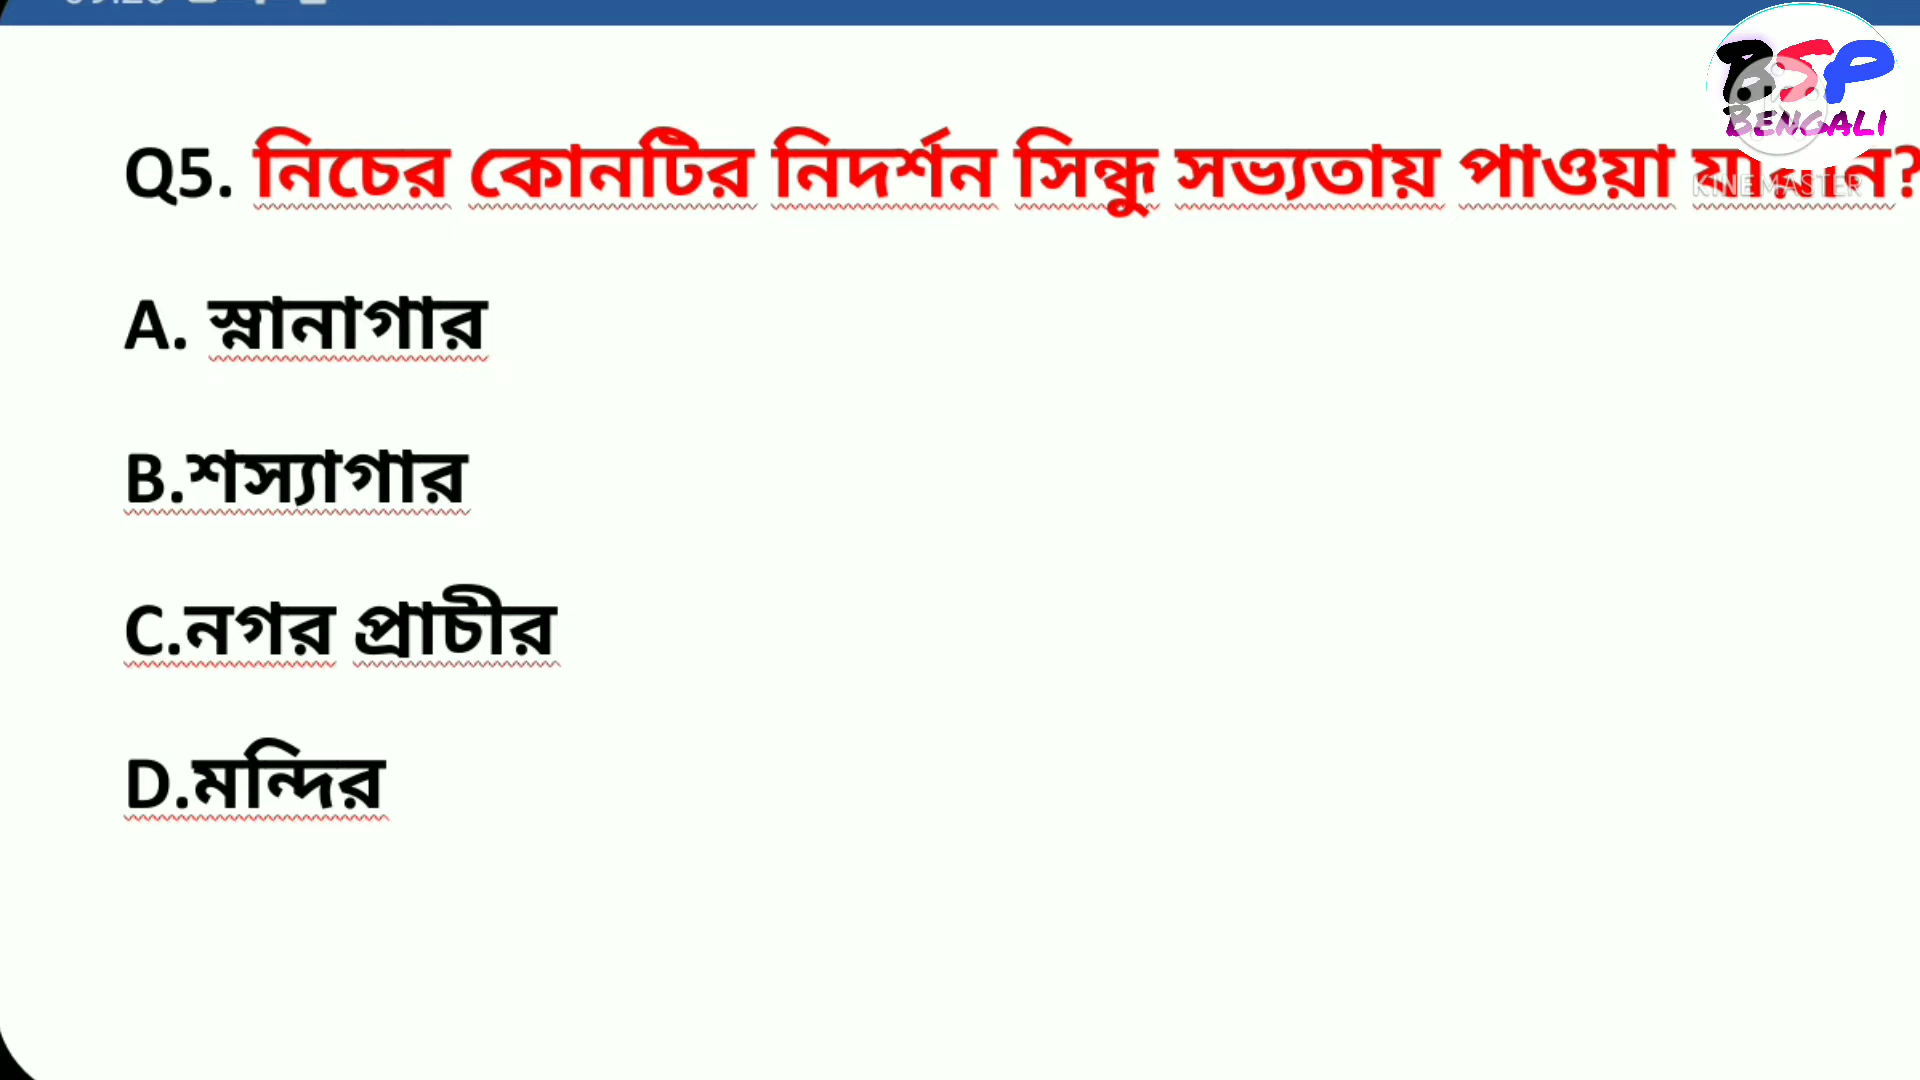 BSP
BENGALI
Q5. নিচের কোনটির নিদর্শন সিন্ধু সভ্যতায় পাওয়া যায়নি?
KINEMASTER
A. স্নানাগার
B.শস্যাগার
C.নগর প্রাচীর
D.মন্দির